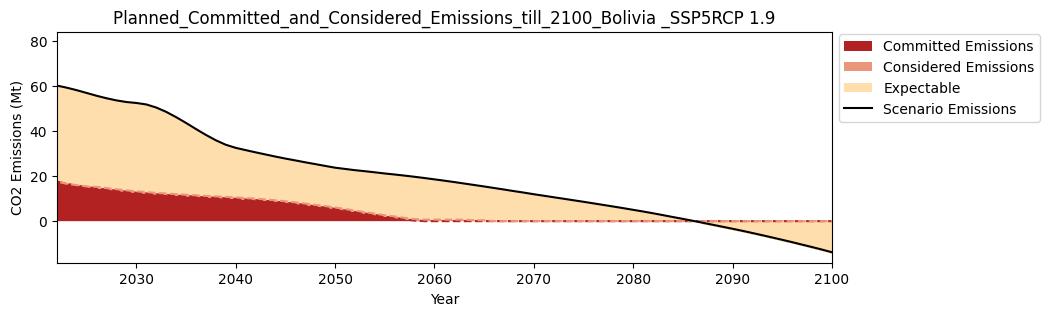 Planned_Committed_and_Considered_Emissions_till_2100_Bolivia _SSP5RCP 1.9
80
60
40
20
0
CO2 Emissions (Mt)
2030 2040 2050 2060 2070 2080 2090 2100
Year
Committed Emissions
Considered Emissions
Expectable
Scenario Emissions